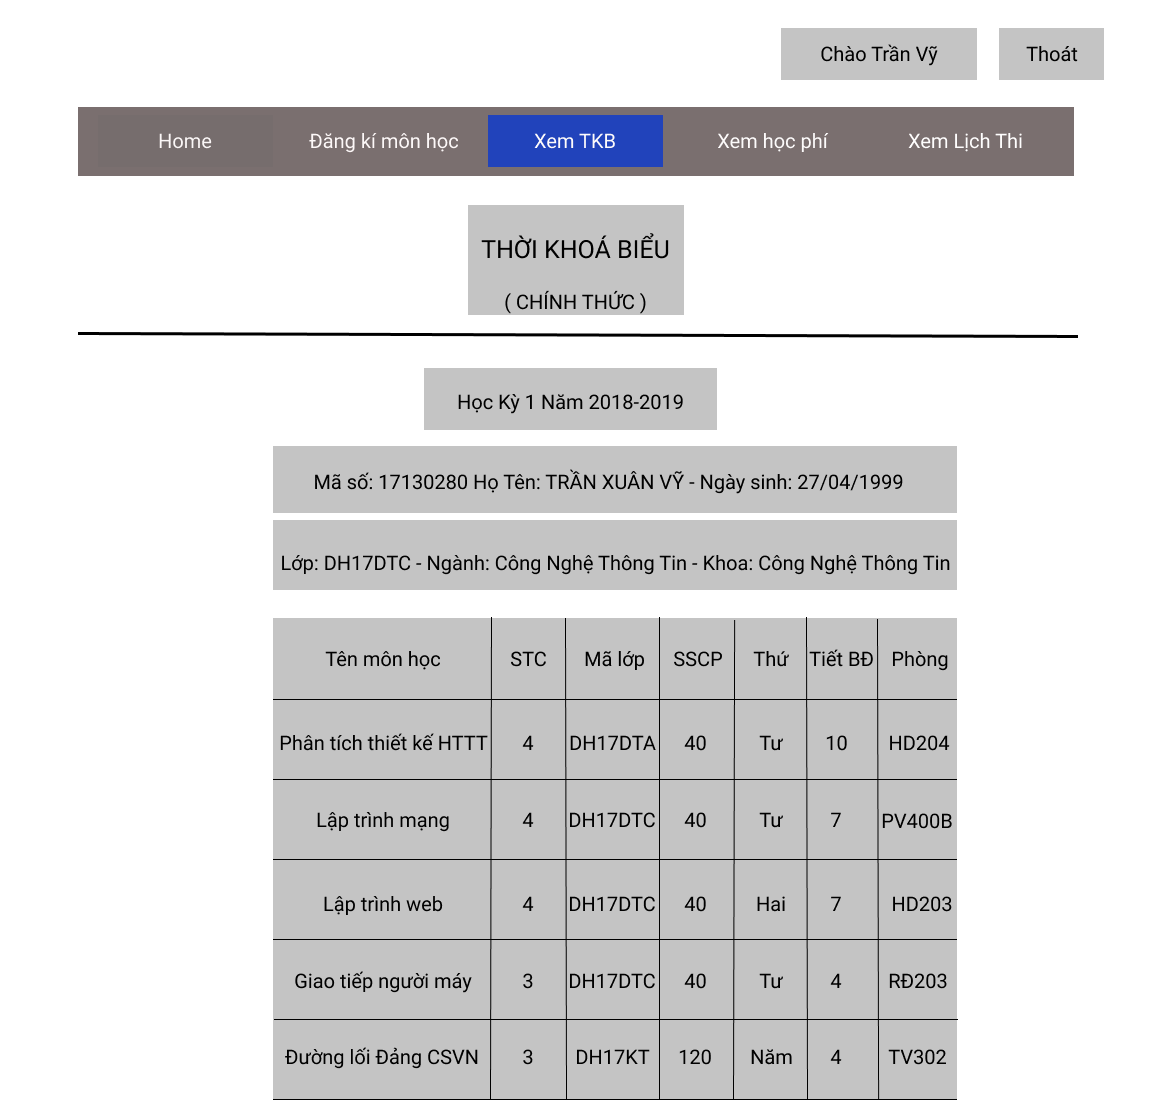 Chào Trần Vỹ Thoát
Home Đăng kí môn học Xem TKB Xem học phí Xem Lịch Thi
THỜI KHOÁ BIỂU
( CHÍNH THỨC )
Học Kỳ 1 Năm 2018-2019
Mã số: 17130280 Họ Tên: TRẦN XUÂN VỸ - Ngày sinh: 27/04/1999
Lớp: DH17DTC - Ngành: Công Nghệ Thông Tin - Khoa: Công Nghệ Thông Tin
Tên môn học STC Mã lớp SSCP Thứ Tiết BĐ Phòng
Phân tích thiết kế HTTT 4 DH17DTA 40 Tư 10 HD204
Lập trình mạng 4 DH17DTC 40 Tư 7 PV400B
Lập trình web 4 DH17DTC 40 Hai 7 HD203
Giao tiếp người máy 3 DH17DTC 40 Tư 4 RĐ203
Đường lối Đảng CSVN 3 DH17KT 120 Năm 4 TV302